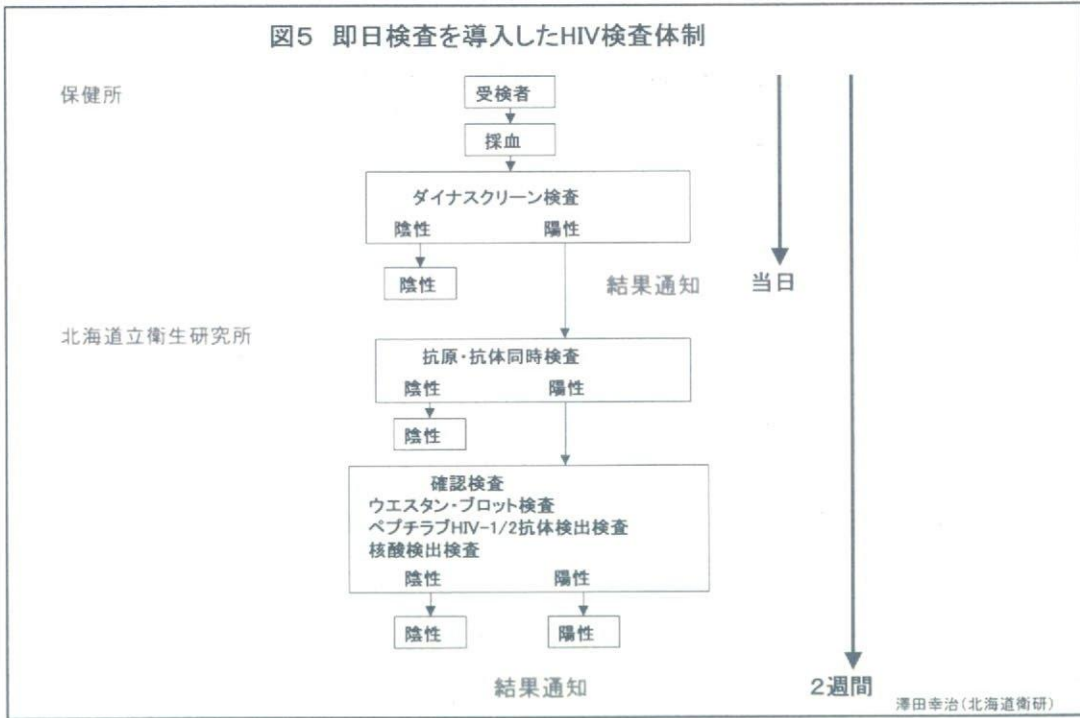 図5 即日検査を導入したHIV検査体制
保健所
受検者
採血
ダイナスクリーン検査
陰性 陽性
陰性
結果通知 当日
北海道立衛生研究所
抗原・抗体同時検査
陰性 陽性
陰性
確認検査
ウエスタン・ブロット検査
ペプチラブHIV-1/2抗体検出検査
核酸検出検査
陰性 陽性
陰性 陽性
結果通知 2週間
澤田幸治(北海道衛研)